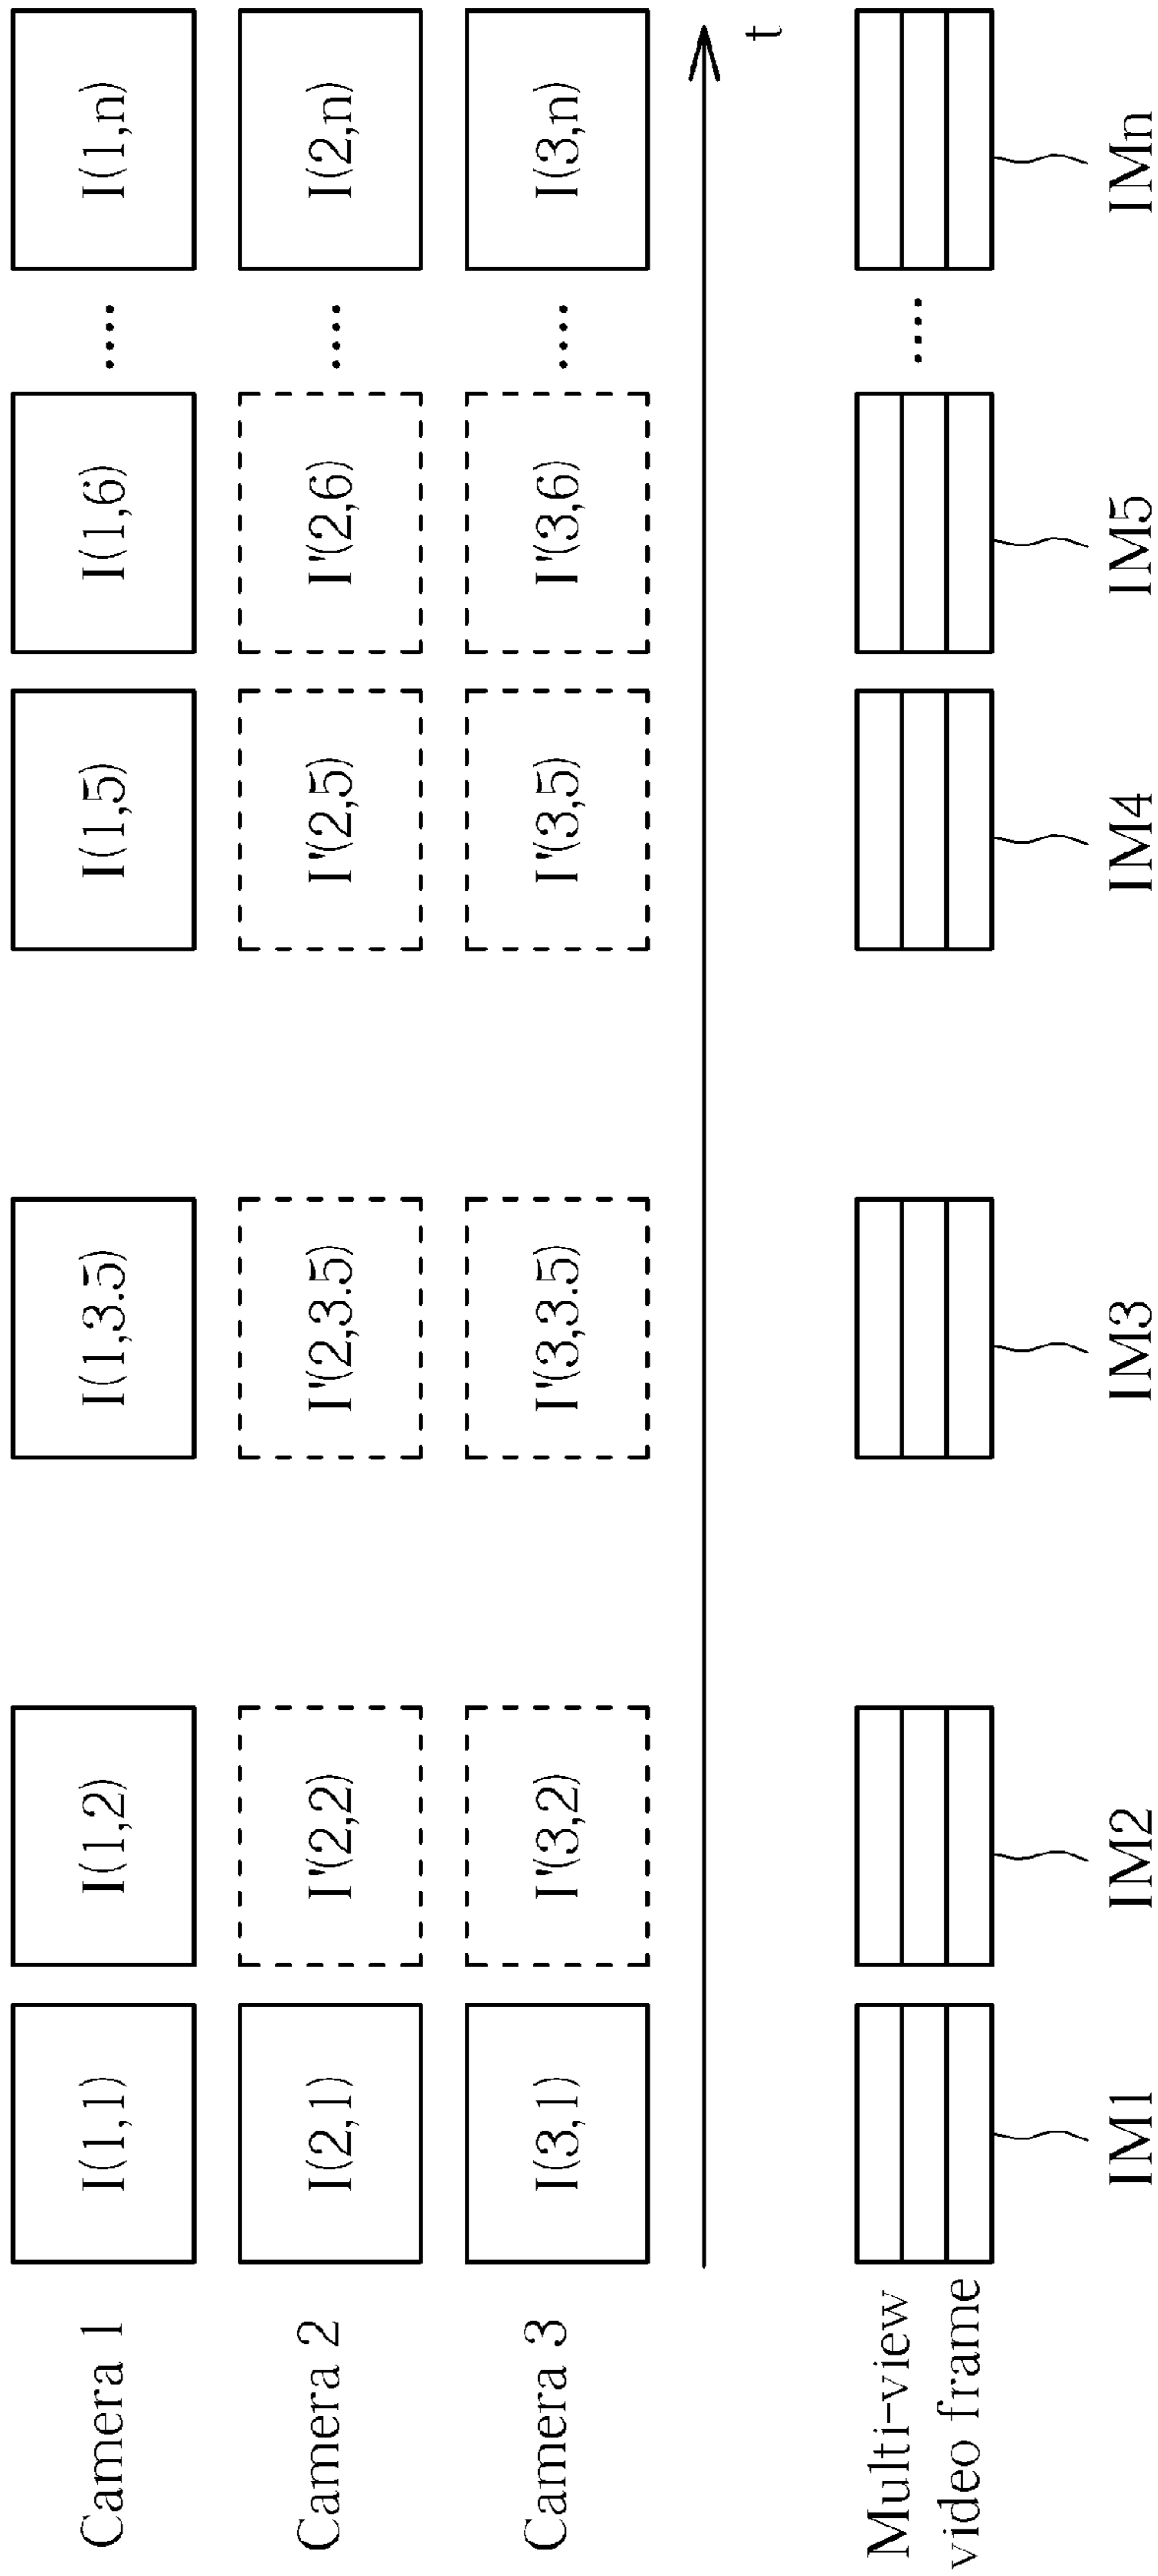 Camera 1 I(1,1) I(1,2) I(1,3.5) I(1,5) I(1,6) .... I(1,n)
Camera 2 I(2,1) I'(2,2) I'(2,3.5) I'(2,5) I'(2,6) .... I(2,n)
Camera 3 I(3,1) I'(3,2) I'(3,3.5) I'(3,5) I'(3,6) .... I(3,n)
t
Multi-view
video frame ....
IM1 IM2 IM3 IM4 IM5 IMn